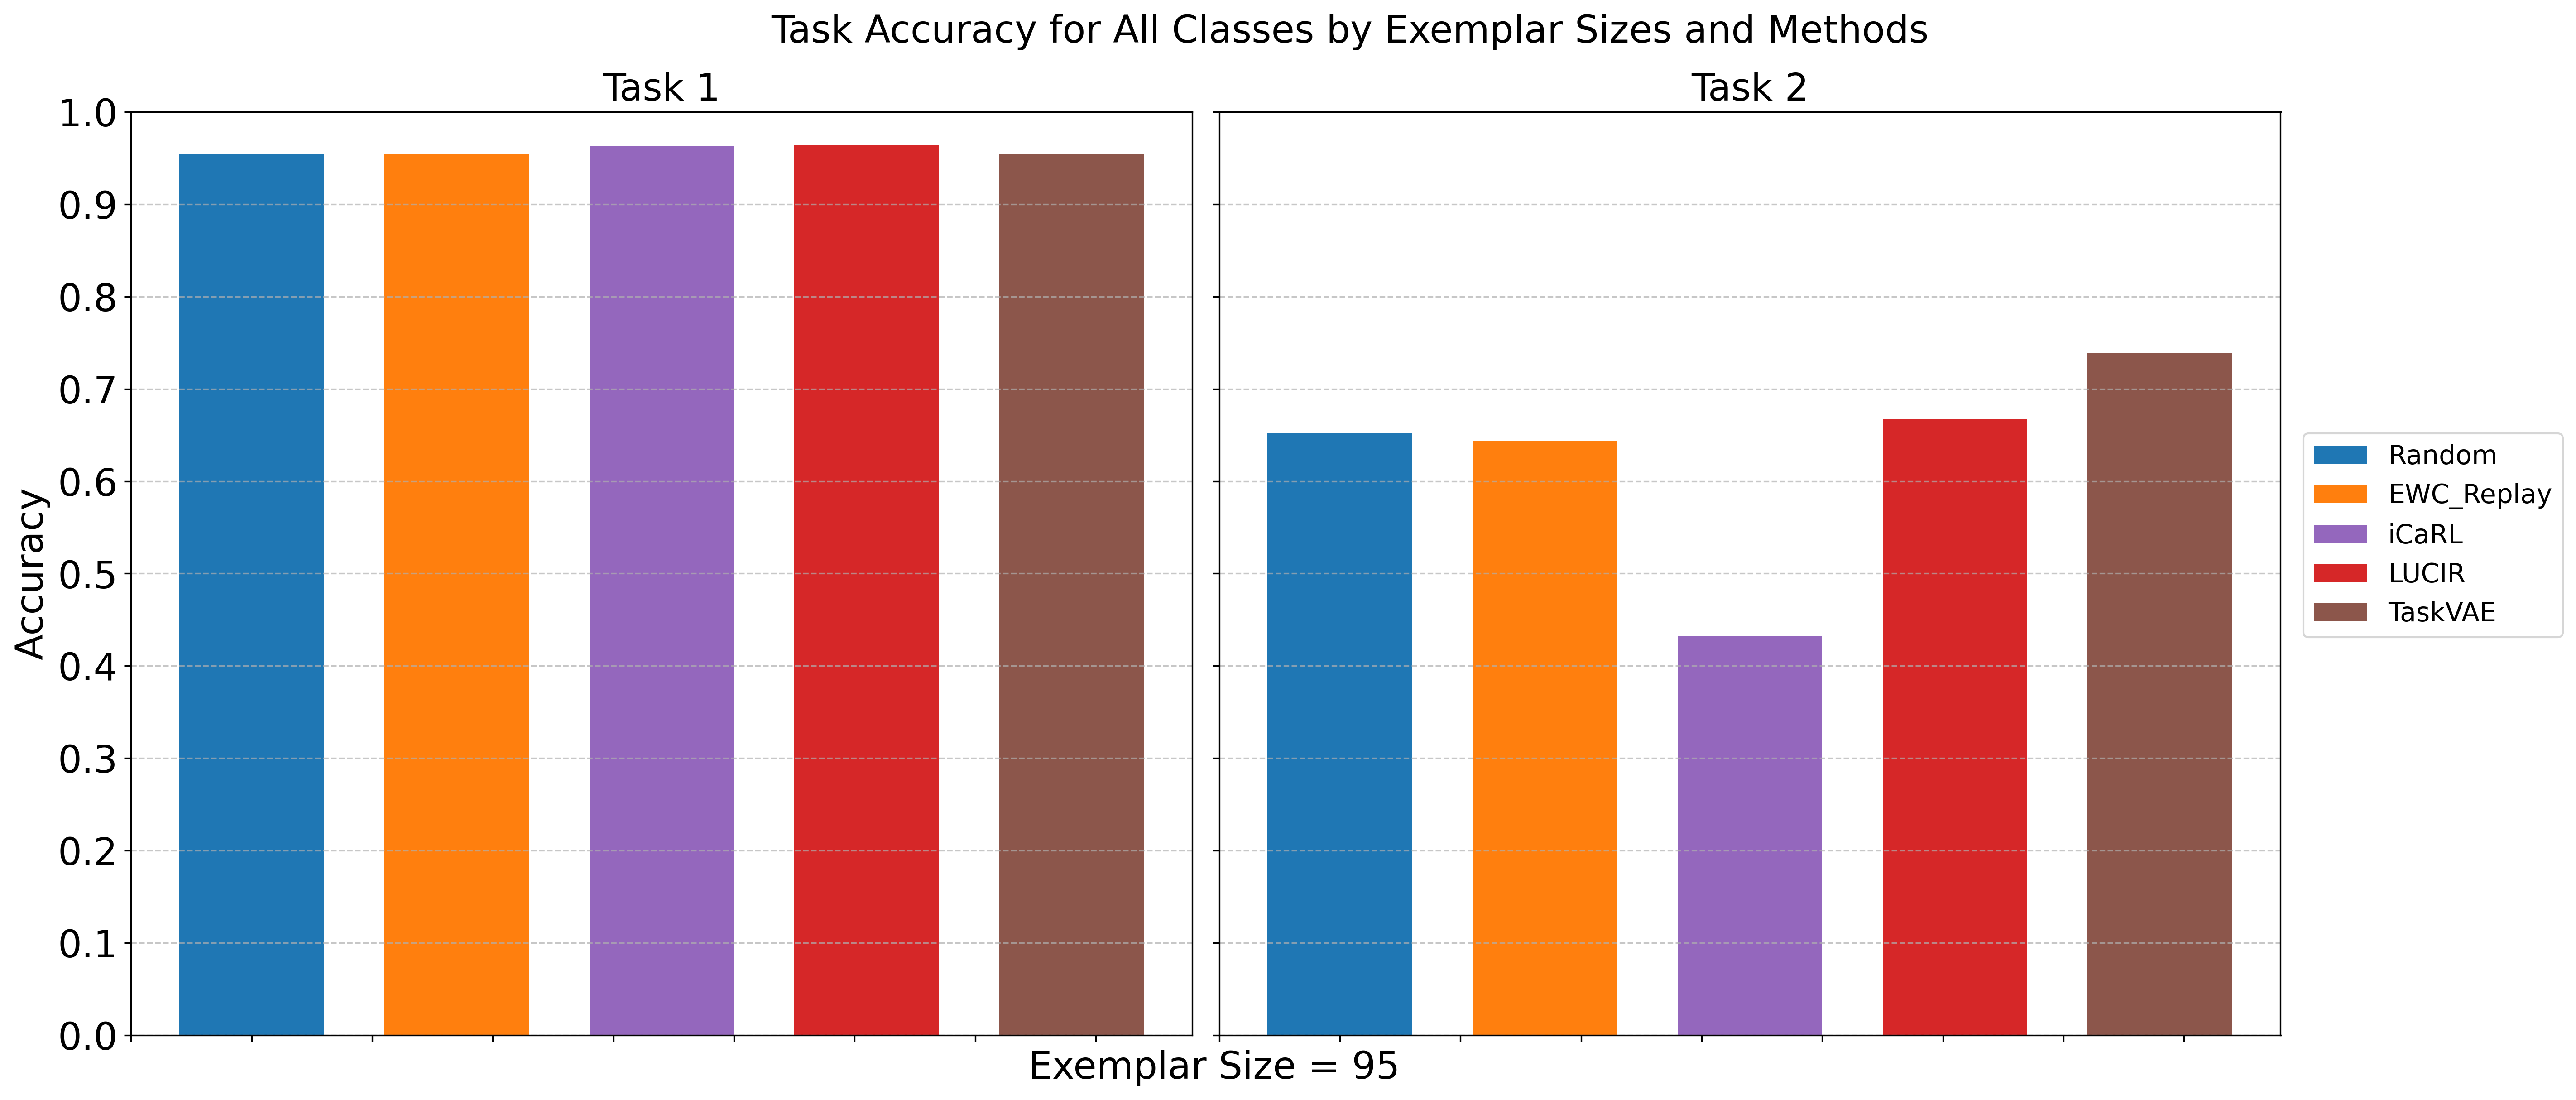 Task Accuracy for All Classes by Exemplar Sizes and Methods
Task 1
Task 2
1.0
0.9
0.8
0.7
0.6
0.5
0.4
0.3
0.2
0.1
0.0
Accuracy
Exemplar Size = 95
Random
EWC_Replay
iCaRL
LUCIR
TaskVAE